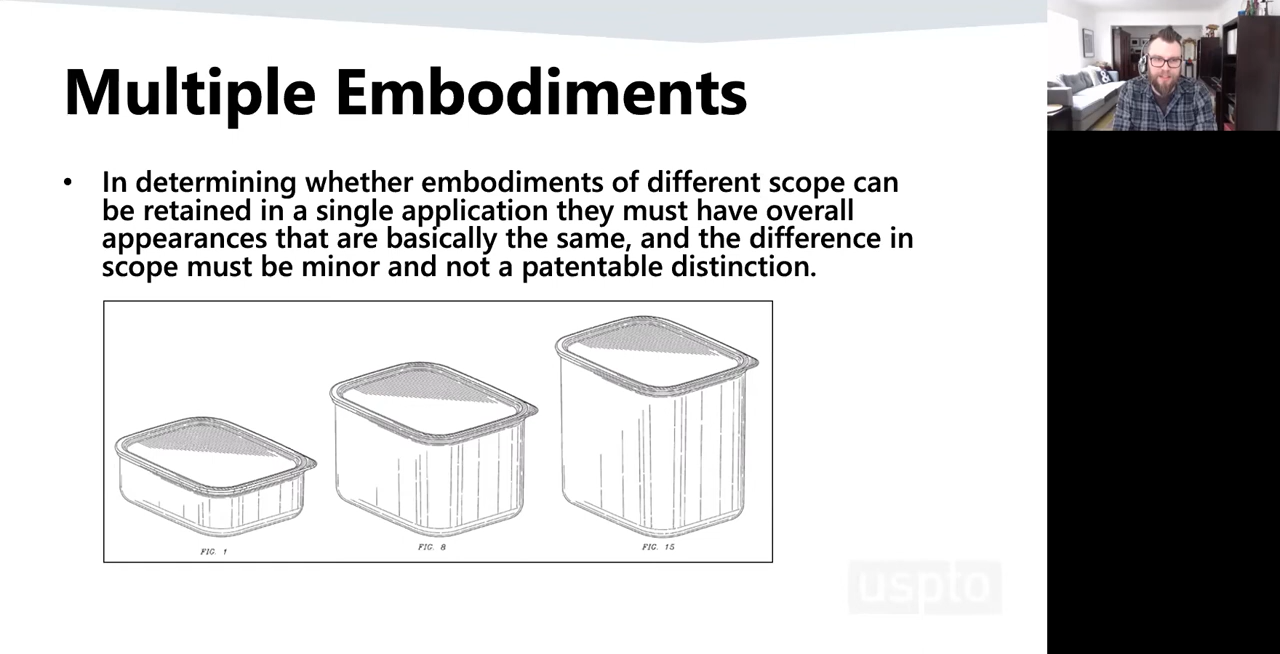 Multiple Embodiments
• In determining whether embodiments of different scope can
be retained in a single application they must have overall
appearances that are basically the same, and the difference in
scope must be minor and not a patentable distinction.
FIG. 1
FIG. 8
FIG. 15
uspto